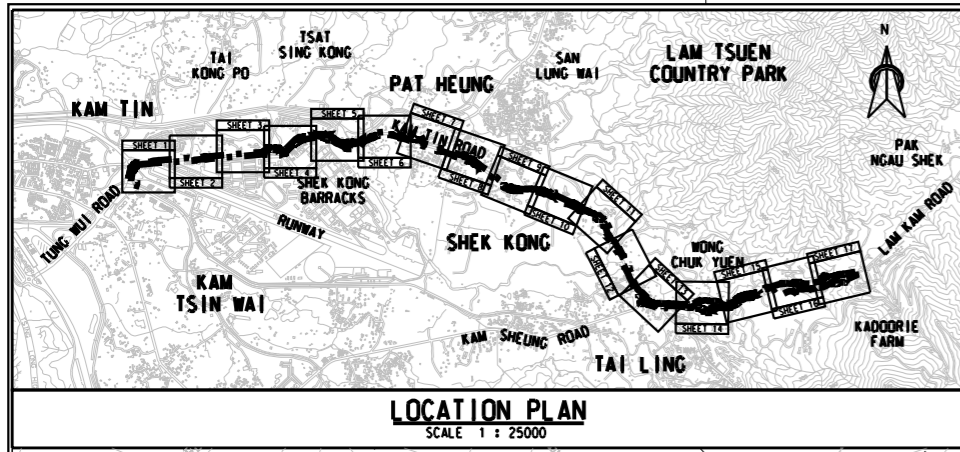 TSAT
SING KONG
TAI
KONG PO
SAN
LUNG WAI
LAM TSUEN
COUNTRY PARK
N
PAT HEUNG
KAM TIN
SHEET 1
SHEET 2
SHEET 3
SHEET 4
SHEET 5
SHEET 6
SHEET 7
KAM TIN ROAD
SHEET 8
SHEET 9
SHEET 10
PAK
NGAU SHEK
SHEK KONG
BARRACKS
TUNG WUI ROAD
RUNWAY
SHEK KONG
LAM KAM ROAD
WONG
CHUK YUEN
SHEET 12
SHEET 14
SHEET 15
SHEET 16
SHEET 17
KAM
TSIN WAI
KAM SHEUNG ROAD
KADOORIE
FARM
TAI LING
LOCATION PLAN
SCALE 1 : 25000